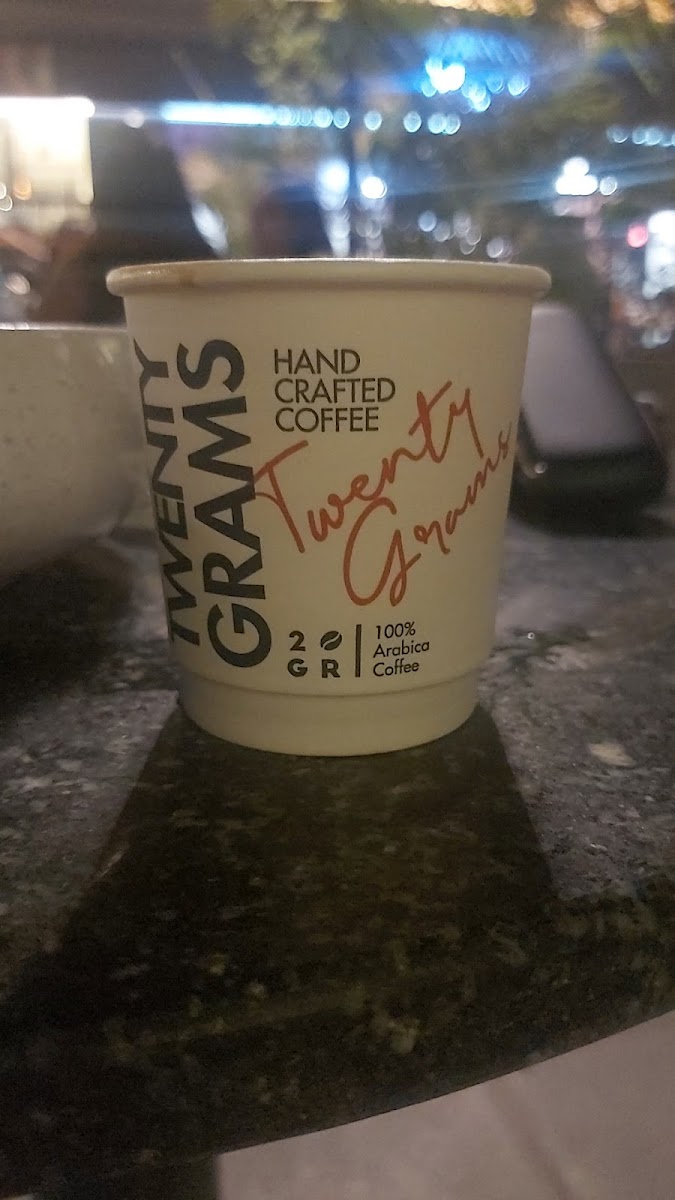 TWENTY
GRAMS
HAND
CRAFTED
COFFEE
Twenty
Grams
2
GR
100%
Arabica
Coffee